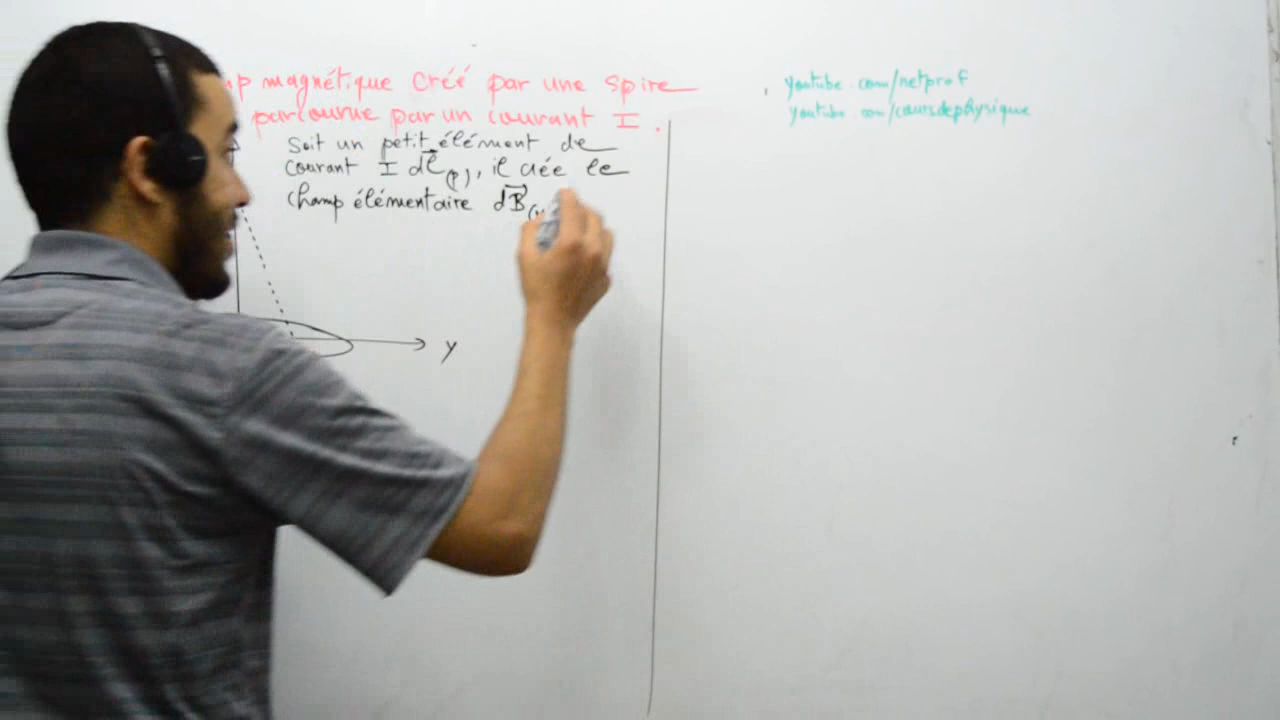 magnétique créé par une spire
parcourue par un courant I.
Soit un petit élément de
courant I dl⃗(P), il crée le
champ élémentaire dB⃗(
y
youtube.com/netprof
youtube.com/coursdephysique